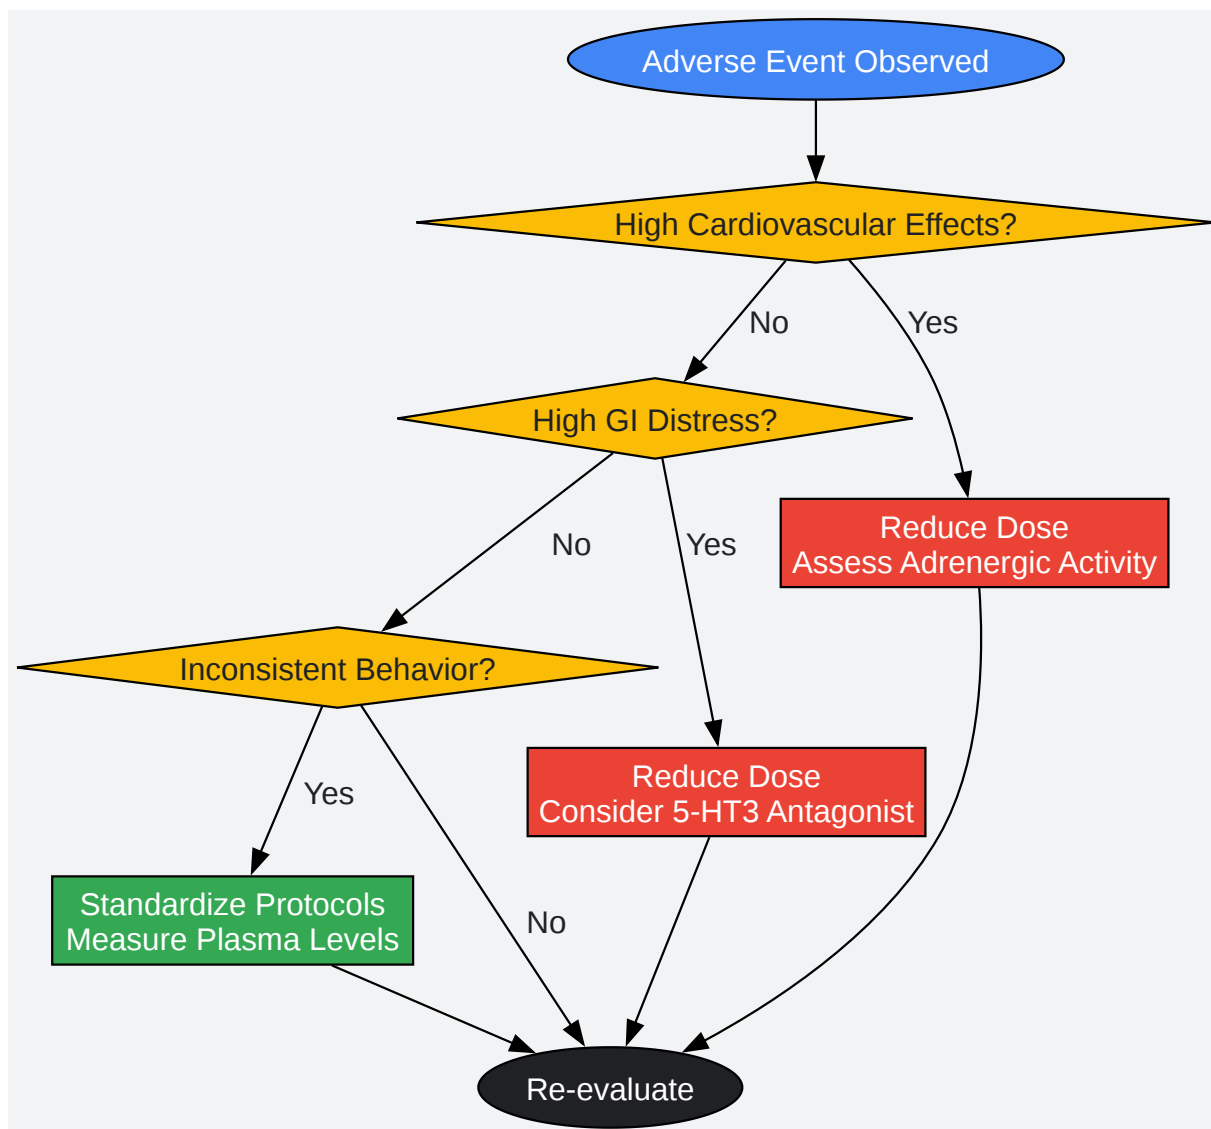 Adverse Event Observed
High Cardiovascular Effects?
No
Yes
High GI Distress?
No
Yes
Reduce Dose
Assess Adrenergic Activity
Inconsistent Behavior?
Yes
Reduce Dose
Consider 5-HT3 Antagonist
Standardize Protocols
Measure Plasma Levels
No
Re-evaluate